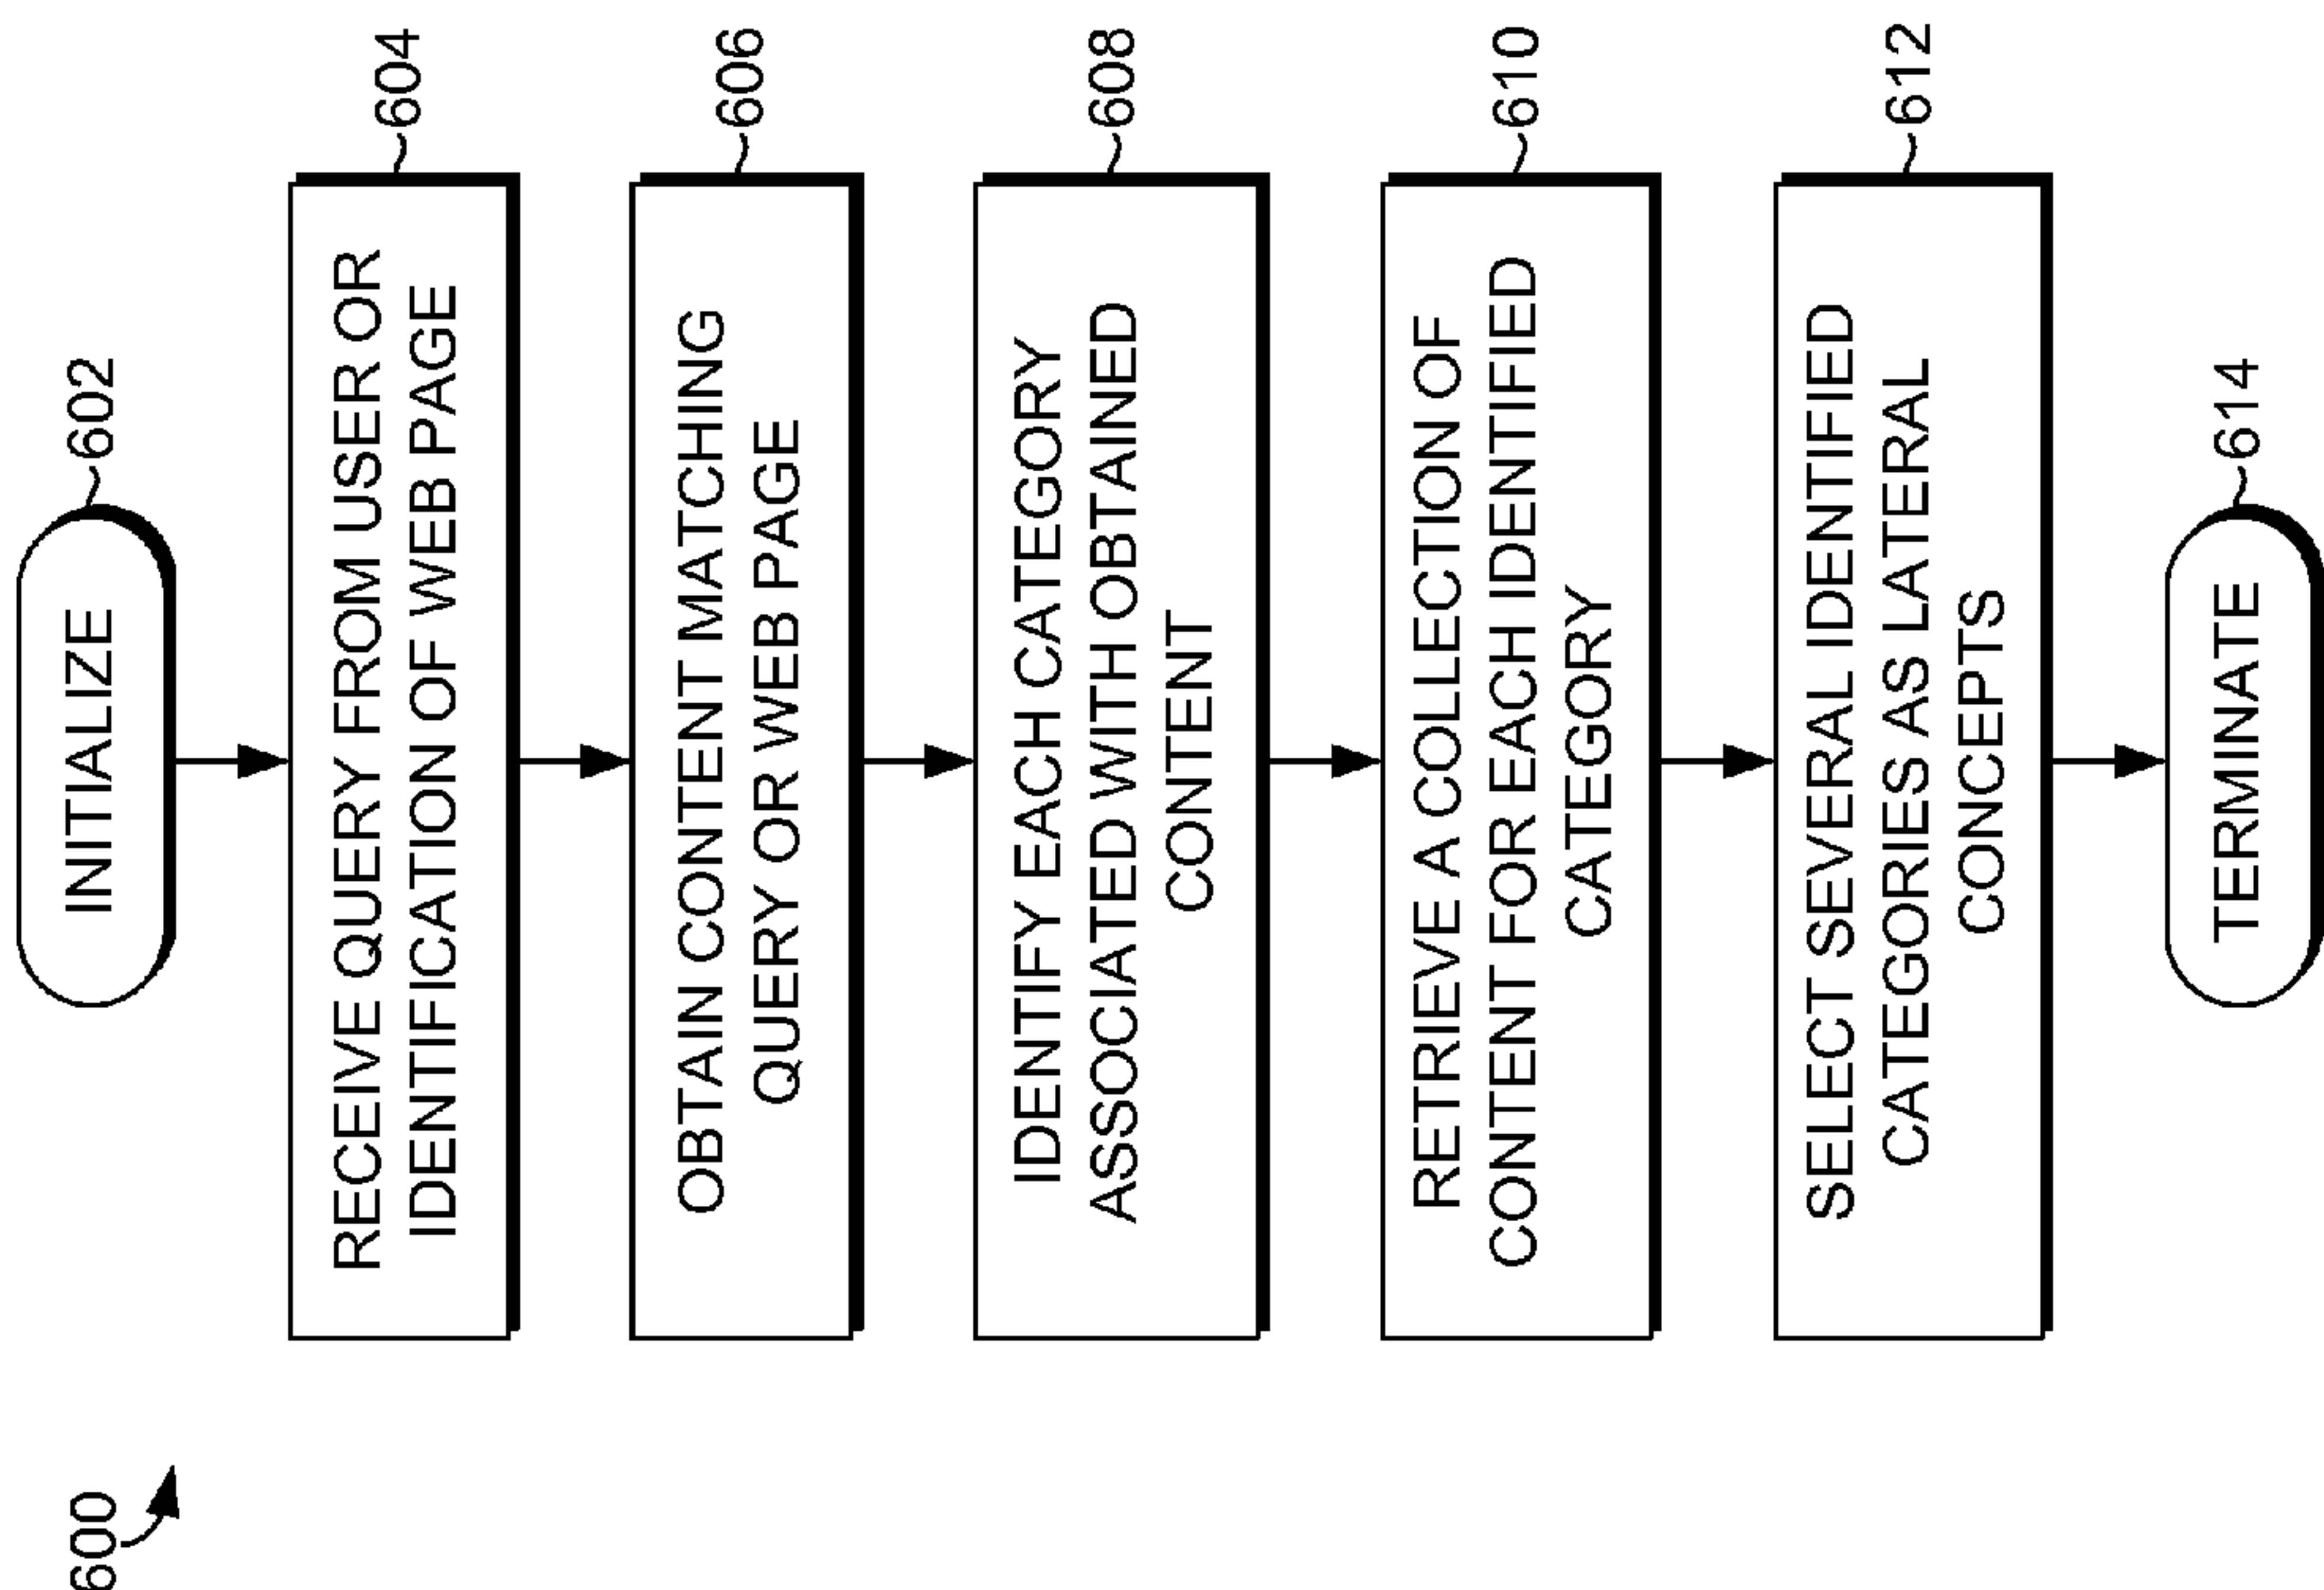 600
INITIALIZE
602
RECEIVE QUERY FROM USER OR
IDENTIFICATION OF WEB PAGE
604
OBTAIN CONTENT MATCHING
QUERY OR WEB PAGE
606
IDENTIFY EACH CATEGORY
ASSOCIATED WITH OBTAINED
CONTENT
608
RETRIEVE A COLLECTION OF
CONTENT FOR EACH IDENTIFIED
CATEGORY
610
SELECT SEVERAL IDENTIFIED
CATEGORIES AS LATERAL
CONCEPTS
612
TERMINATE
614